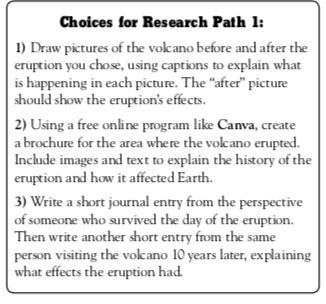 Choices for Research Path 1:
1) Draw pictures of the volcano before and after the
eruption you chose, using captions to explain what
is happening in each picture. The “after” picture
should show the eruption’s effects.
2) Using a free online program like Canva, create
a brochure for the area where the volcano erupted.
Include images and text to explain the history of the
eruption and how it affected Earth.
3) Write a short journal entry from the perspective
of someone who survived the day of the eruption.
Then write another short entry from the same
person visiting the volcano 10 years later, explaining
what effects the eruption had.